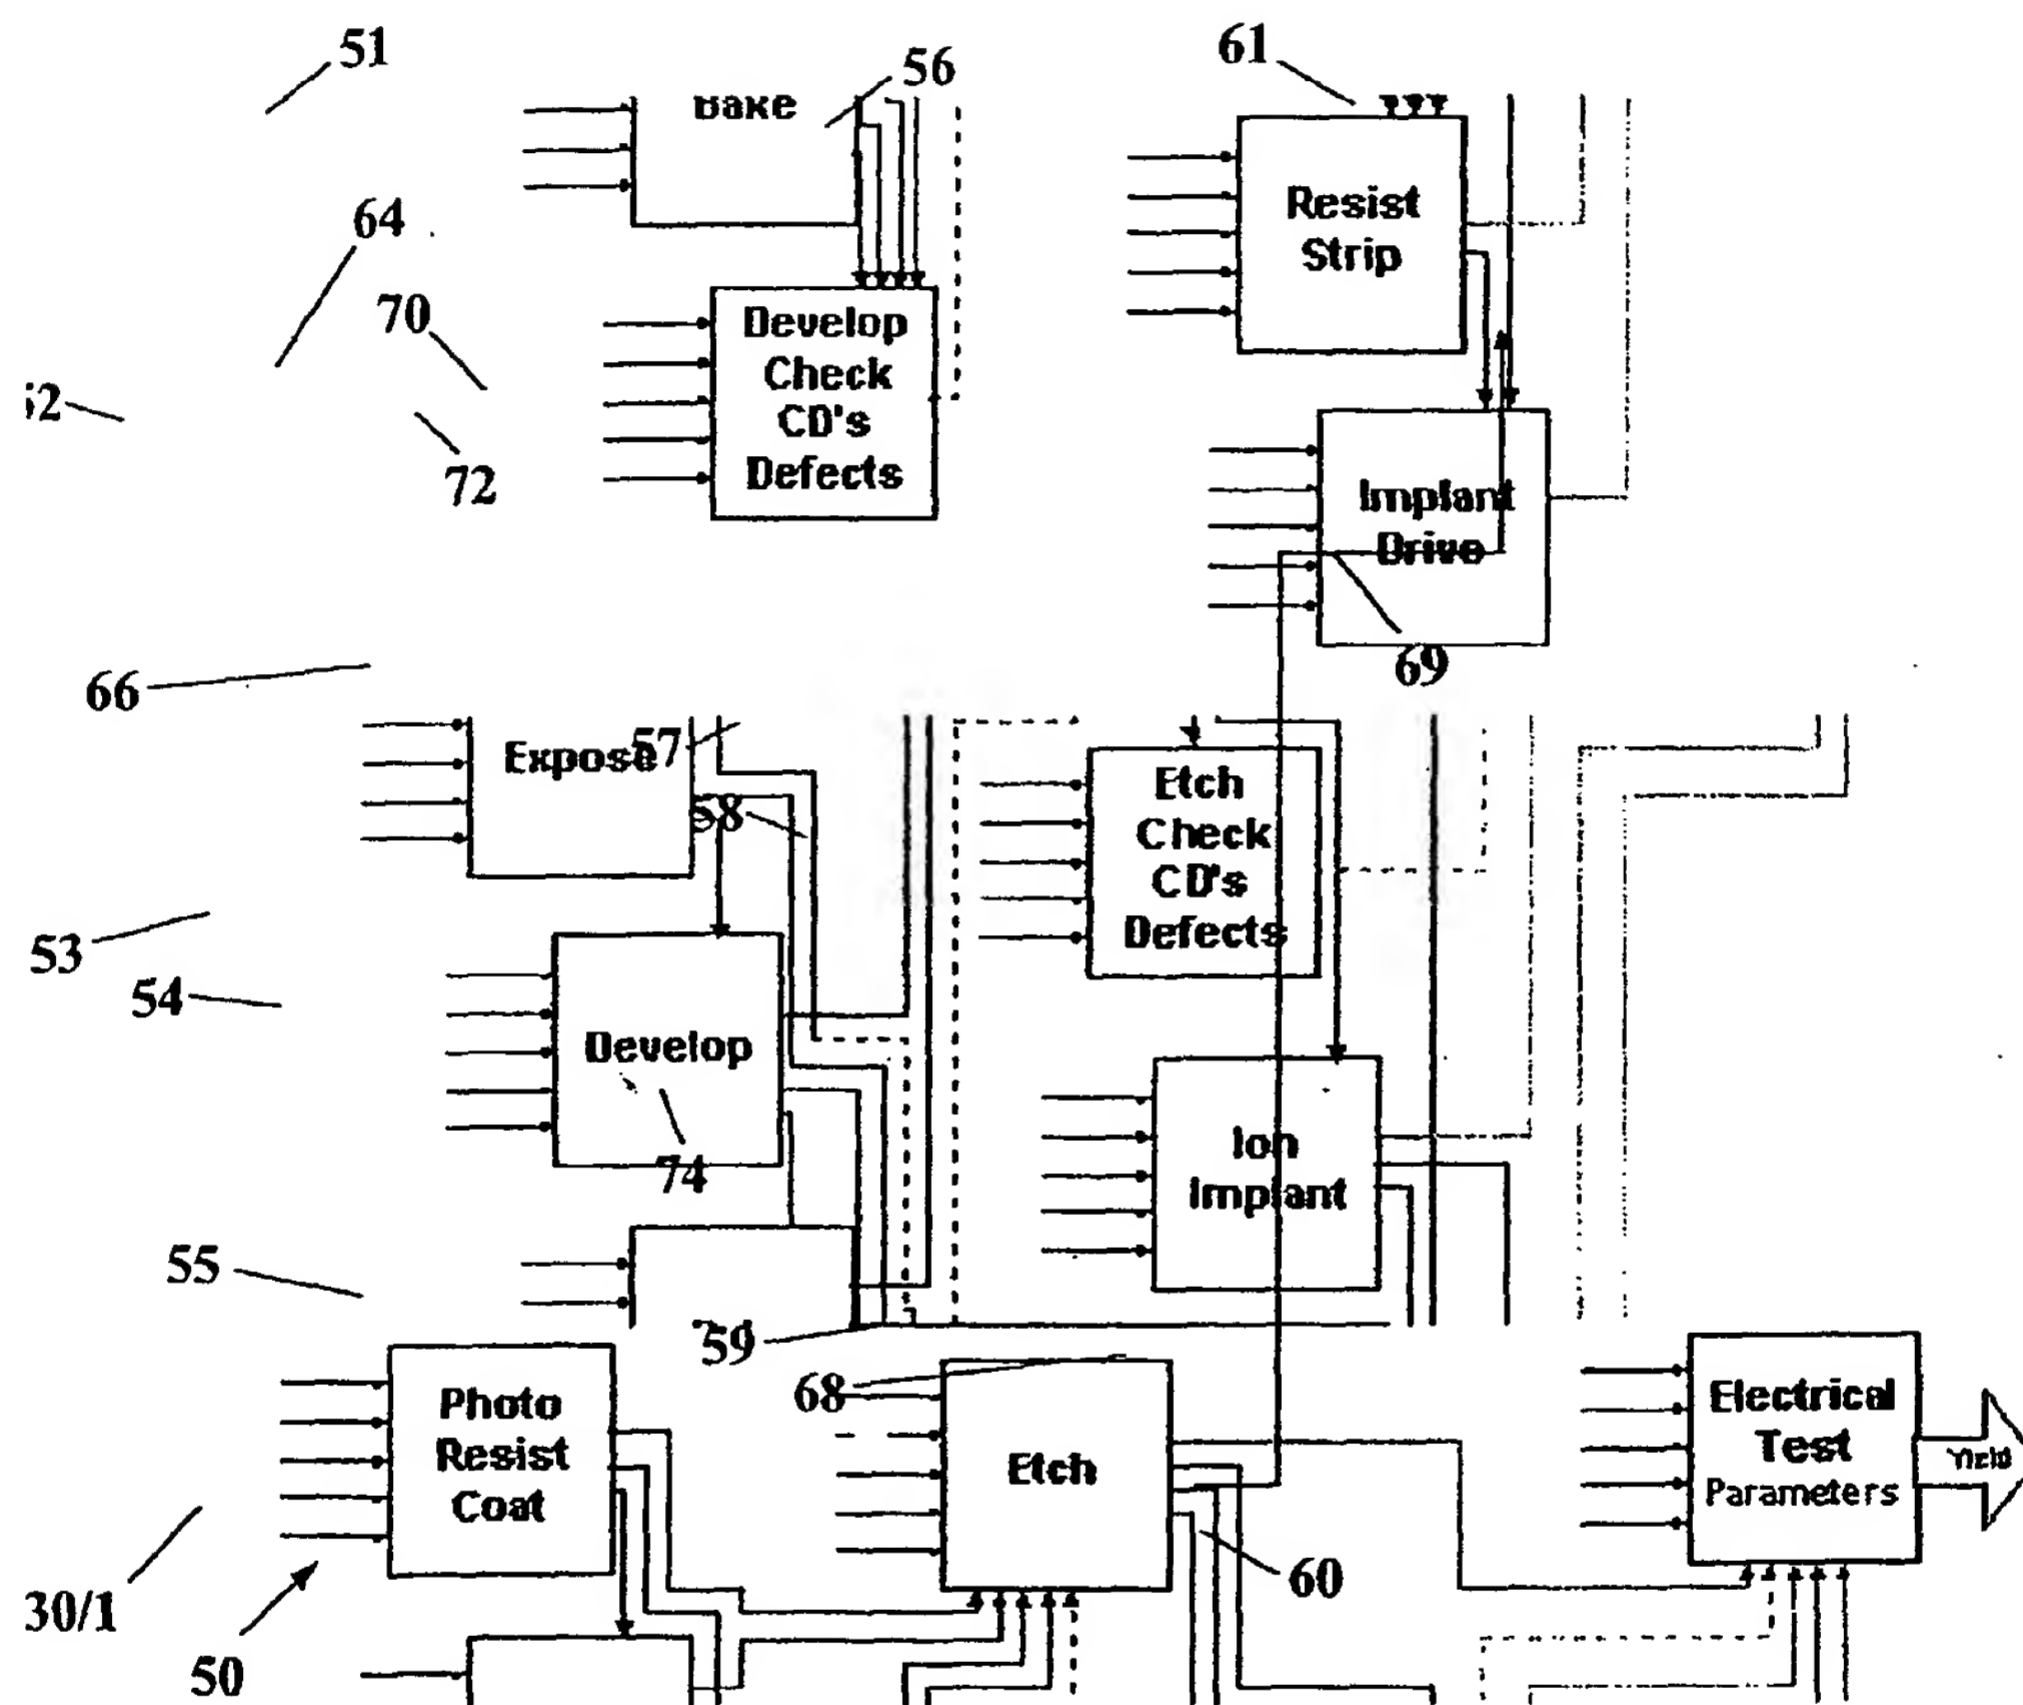 51
56
61
Bake
64
Resist
Strip
70
Develop
Check
CD's
Defects
72
Implant
Drive
69
66
57
Expose
58
Etch
Check
CD's
Defects
53
54
Develop
74
Ion
Implant
55
59
68
Photo
Resist
Coat
Etch
Electrical
Test
Parameters
Yield
60
30/1
50